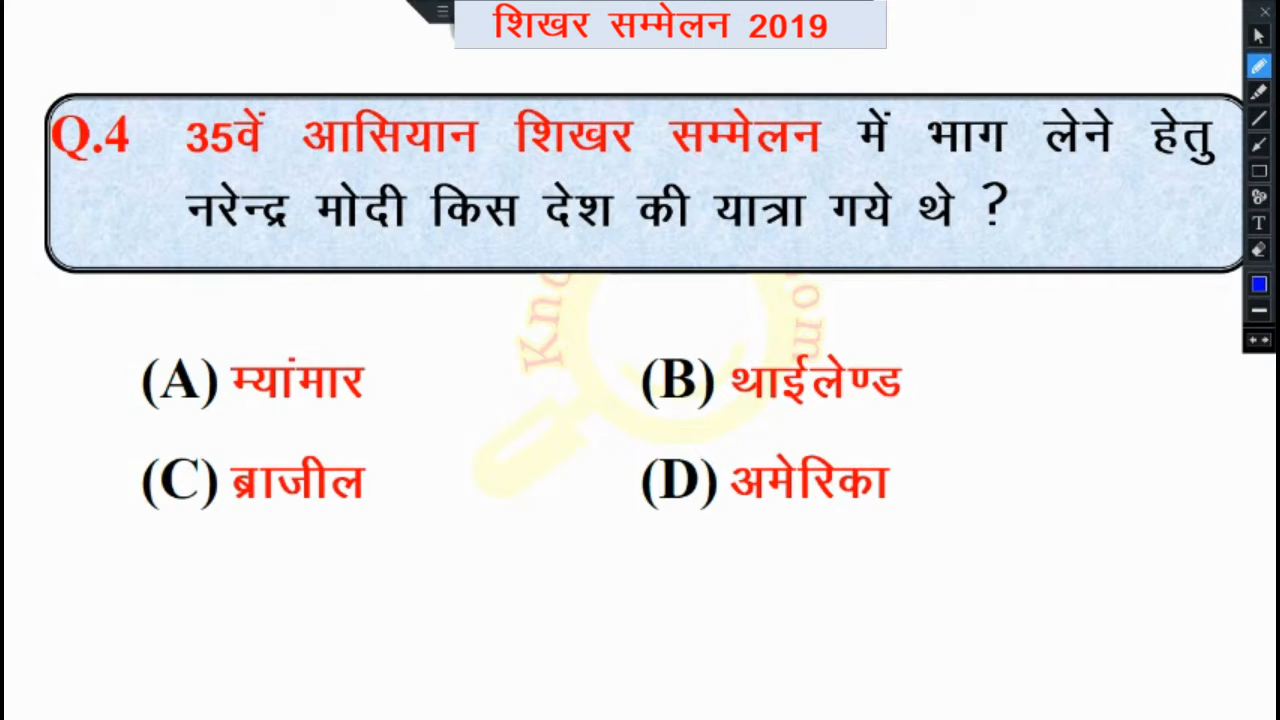 शिखर सम्मेलन 2019
Q.4 35वें आसियान शिखर सम्मेलन में भाग लेने हेतु
नरेन्द्र मोदी किस देश की यात्रा गये थे ?
(A) म्यांमार (B) थाईलेण्ड
(C) ब्राजील (D) अमेरिका